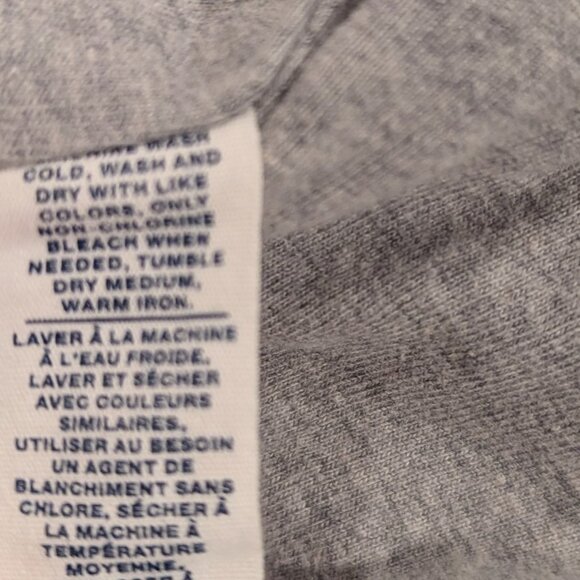 WASH
COLD, WASH AND
DRY WITH LIKE
COLORS, ONLY
NON-CHLORINE
BLEACH WHEN
NEEDED, TUMBLE
DRY MEDIUM,
WARM IRON.
LAVER À LA MACHINE
À L'EAU FROIDE,
LAVER ET SÉCHER
AVEC COULEURS
SIMILAIRES,
UTILISER AU BESOIN
UN AGENT DE
BLANCHIMENT SANS
CHLORE, SÉCHER À
LA MACHINE À
TEMPÉRATURE
MOYENNE,
À